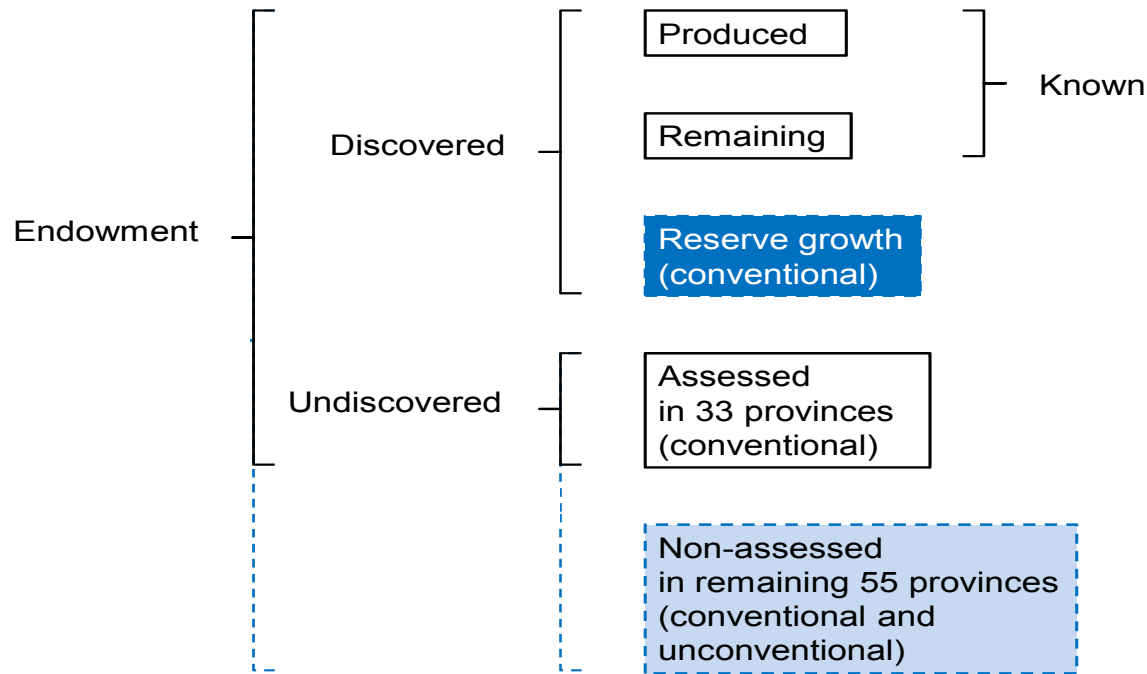 Produced
Known
Discovered
Remaining
Endowment
Reserve growth
(conventional)
Undiscovered
Assessed
in 33 provinces
(conventional)
Non-assessed
in remaining 55 provinces
(conventional and
unconventional)